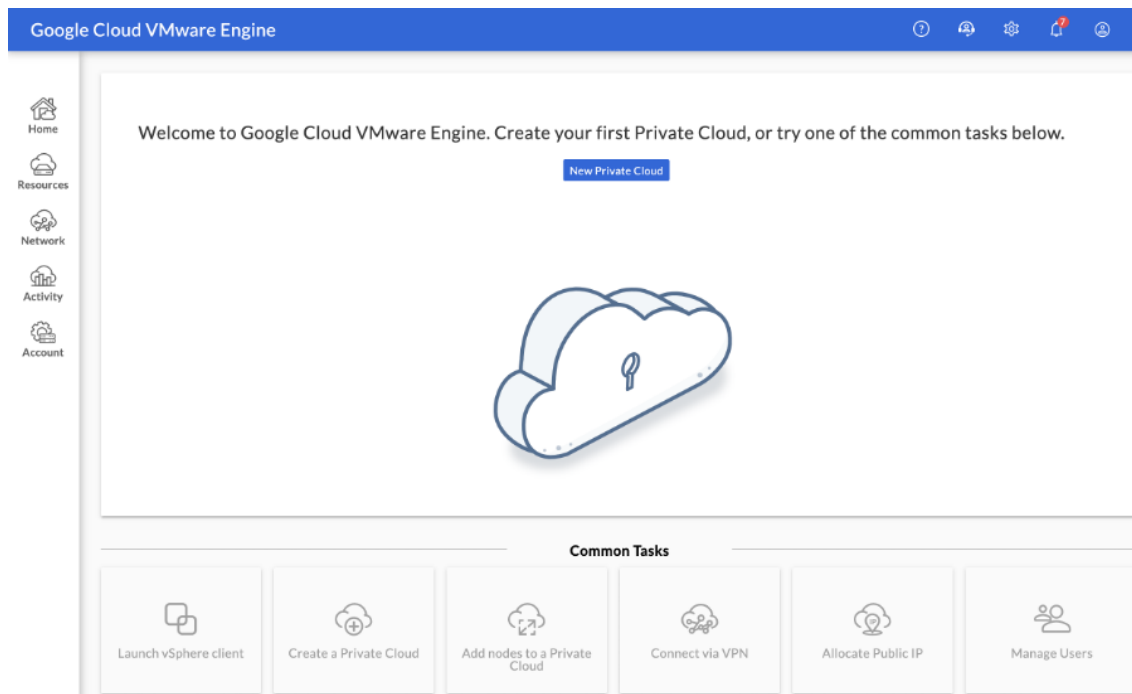 Google Cloud VMware Engine
?
7
Home
Resources
Network
Activity
Account
Welcome to Google Cloud VMware Engine. Create your first Private Cloud, or try one of the common tasks below.
New Private Cloud
Common Tasks
Launch vSphere client
Create a Private Cloud
Add nodes to a Private
Cloud
Connect via VPN
Allocate Public IP
Manage Users